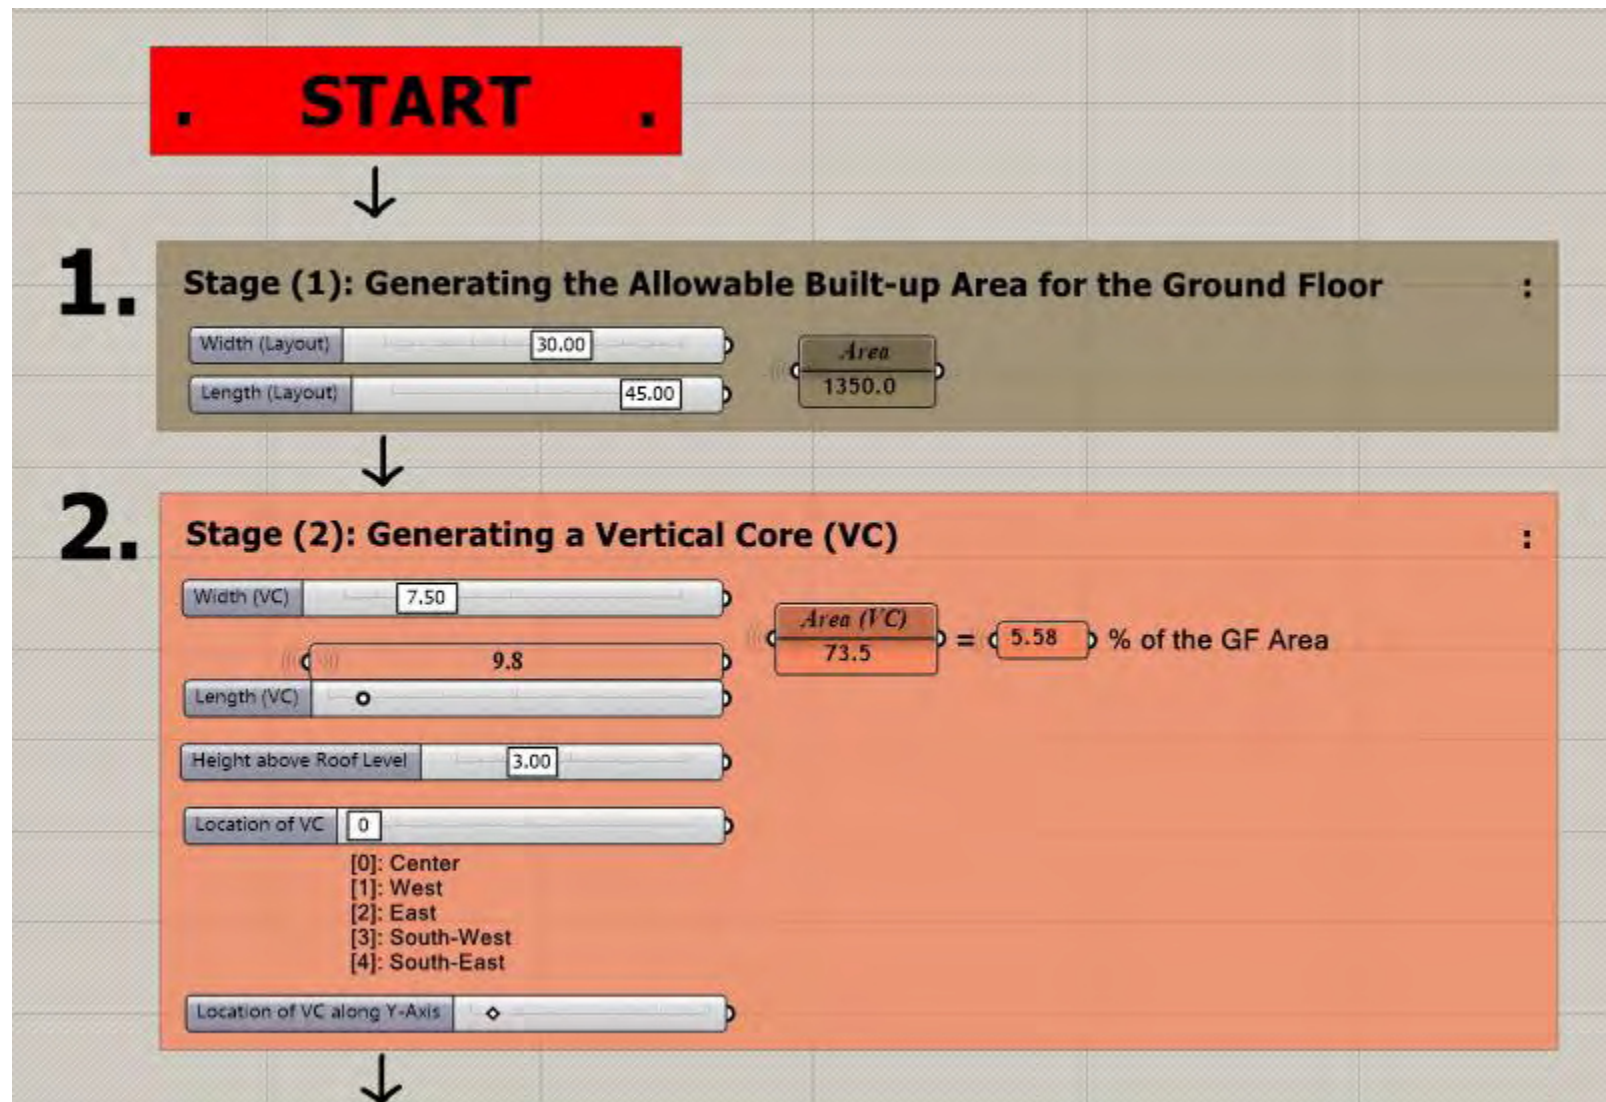 . START .
1.
Stage (1): Generating the Allowable Built-up Area for the Ground Floor :
Width (Layout) 30.00
Area
1350.0
Length (Layout) 45.00
2.
Stage (2): Generating a Vertical Core (VC) :
Width (VC) 7.50
Area (VC)
73.5
= 5.58 % of the GF Area
9.8
Length (VC)
Height above Roof Level 3.00
Location of VC 0
[0]: Center
[1]: West
[2]: East
[3]: South-West
[4]: South-East
Location of VC along Y-Axis